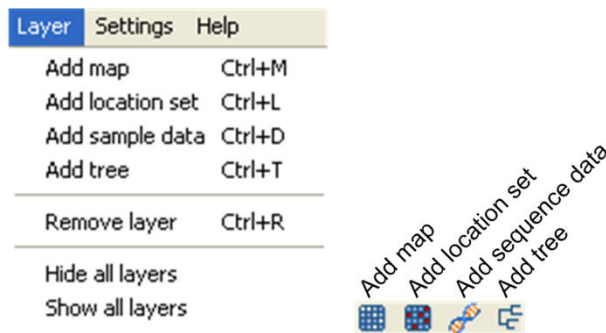 Layer Settings Help
Add map Ctrl+M
Add location set Ctrl+L
Add sample data Ctrl+D
Add tree Ctrl+T
Remove layer Ctrl+R
Hide all layers
Show all layers
Add map
Add location set
Add sequence data
Add tree